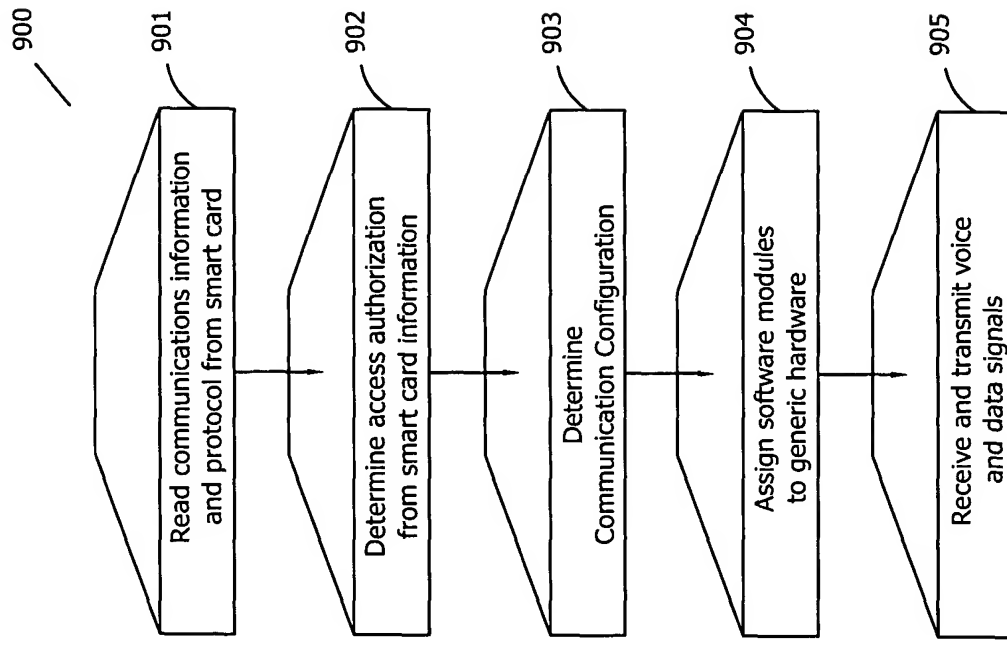 900
901
Read communications information
and protocol from smart card
902
Determine access authorization
from smart card information
903
Determine
Communication Configuration
904
Assign software modules
to generic hardware
905
Receive and transmit voice
and data signals